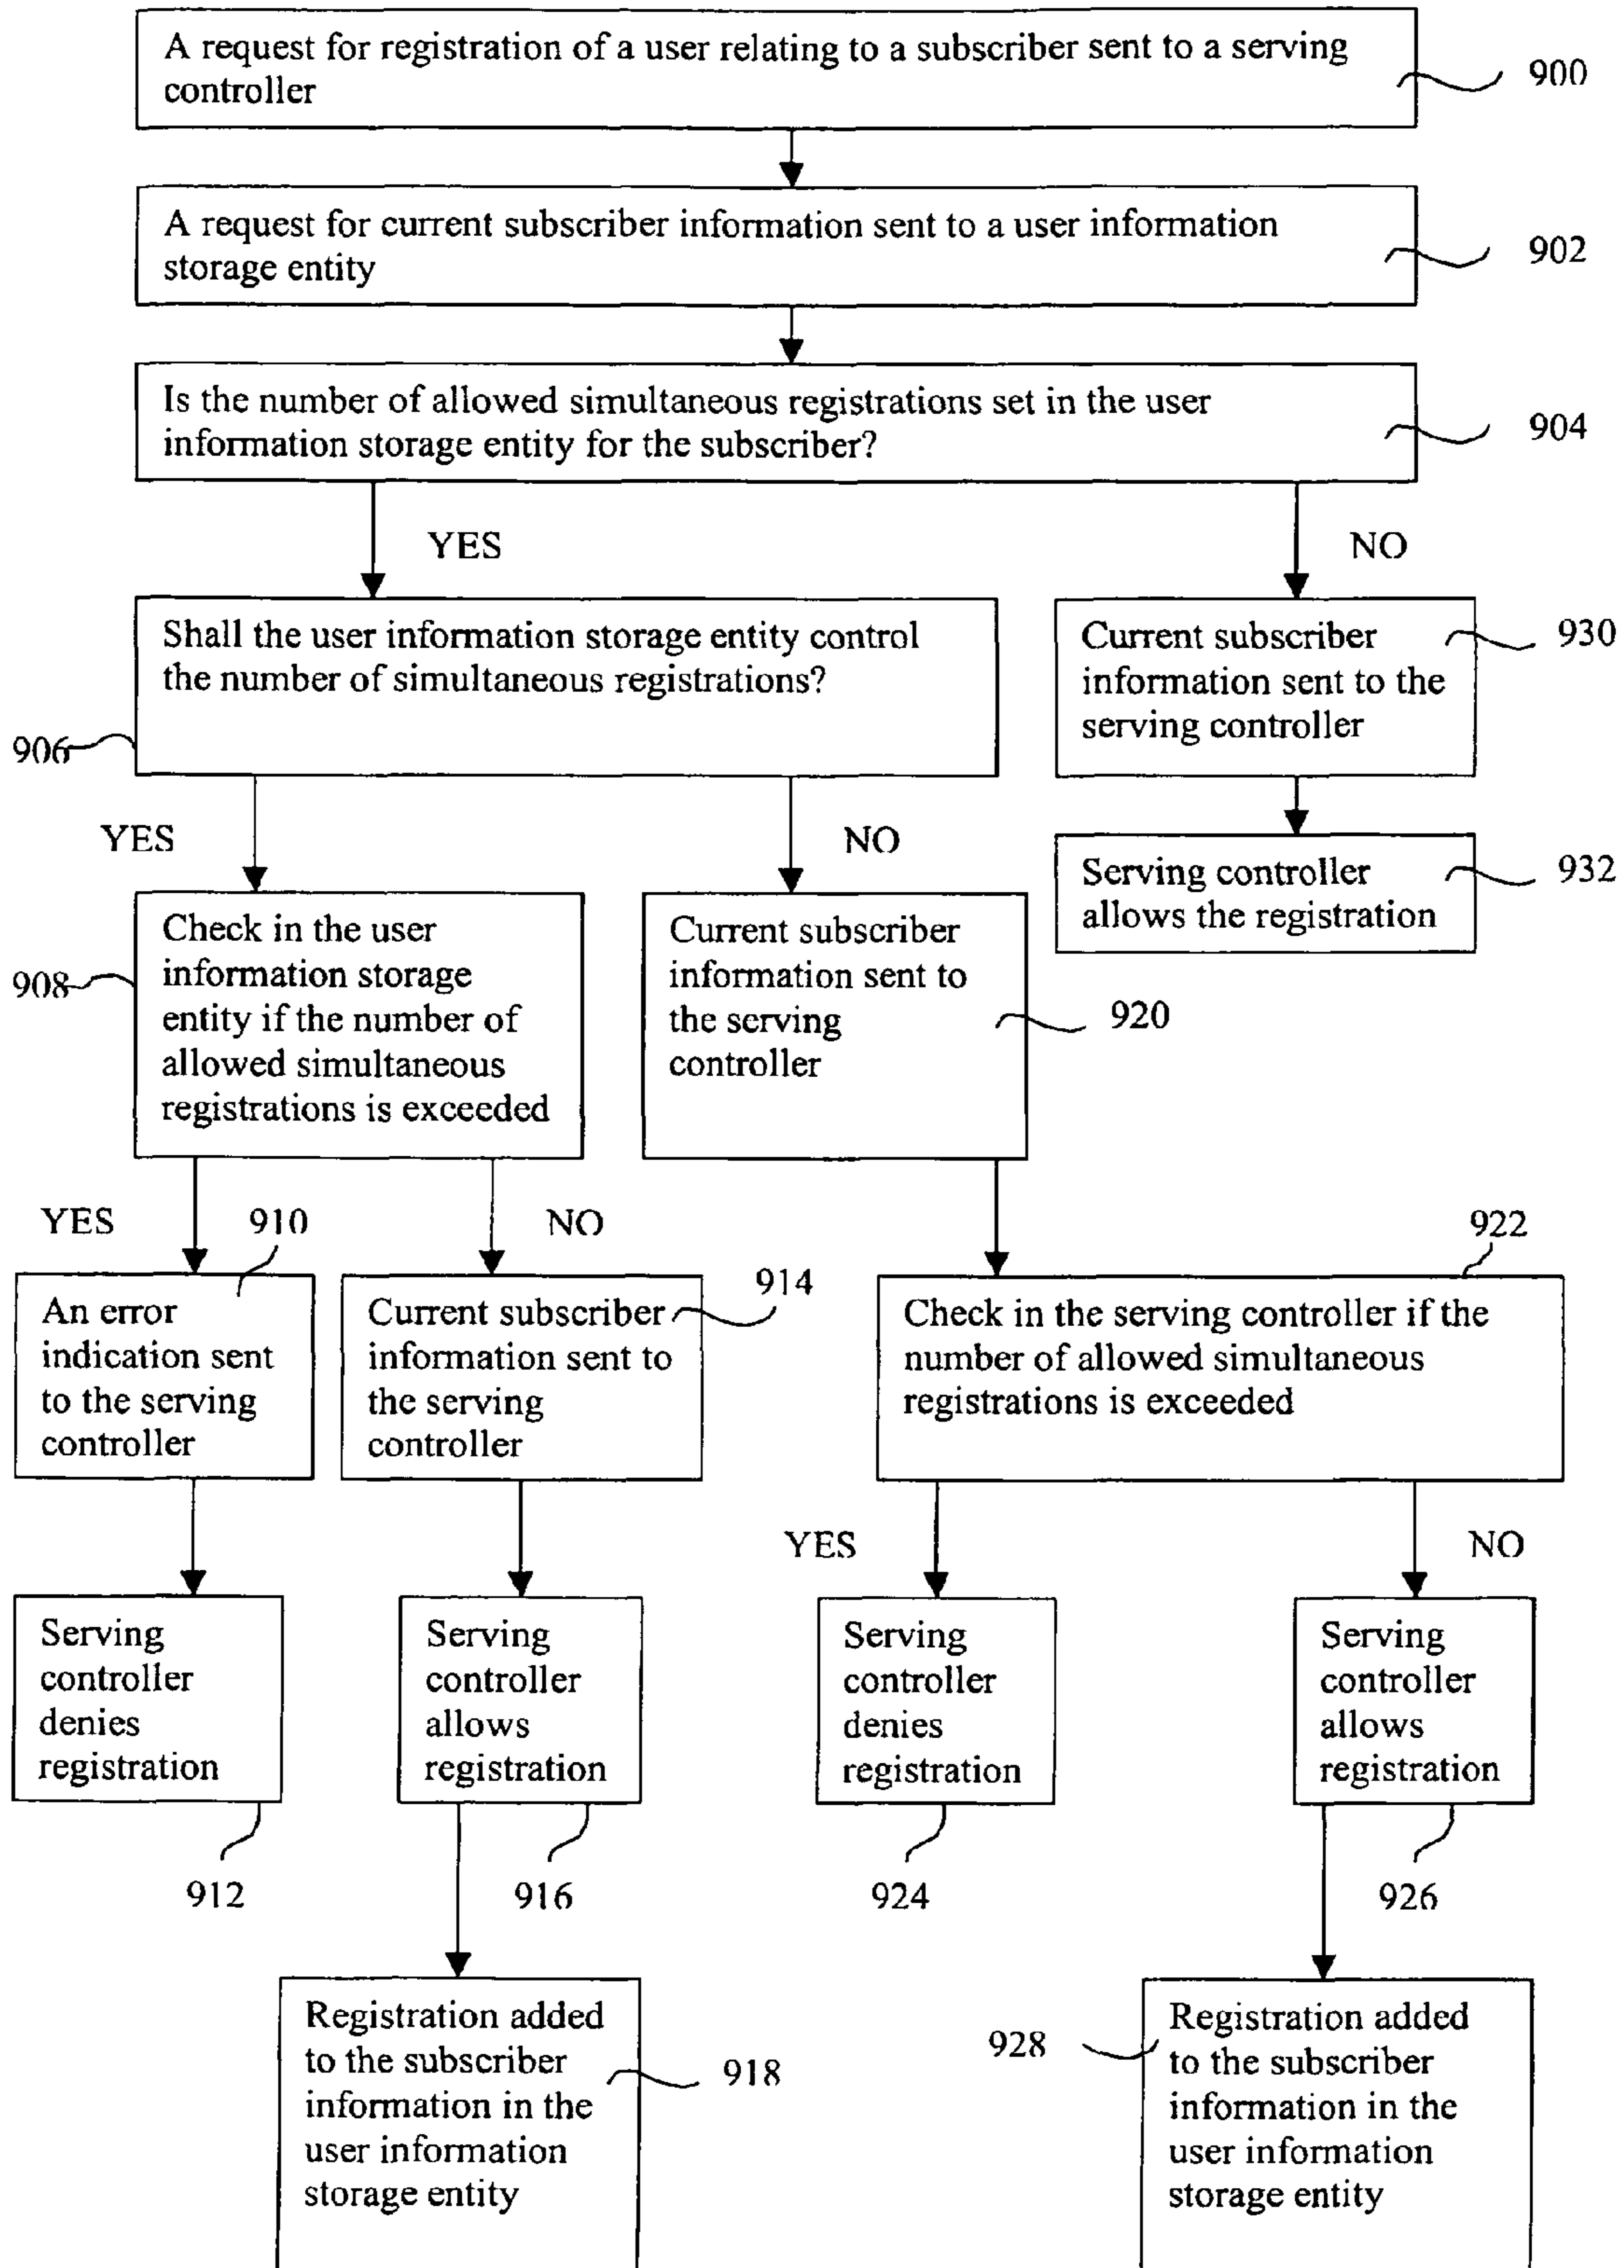 A request for registration of a user relating to a subscriber sent to a serving
controller
900
A request for current subscriber information sent to a user information
storage entity
902
Is the number of allowed simultaneous registrations set in the user
information storage entity for the subscriber?
904
YES
NO
Shall the user information storage entity control
the number of simultaneous registrations?
906
Current subscriber
information sent to the
serving controller
930
YES
NO
Serving controller
allows the registration
932
Check in the user
information storage
entity if the number of
allowed simultaneous
registrations is exceeded
908
Current subscriber
information sent to
the serving
controller
920
YES
910
NO
922
An error
indication sent
to the serving
controller
Current subscriber
information sent to
the serving
controller
914
Check in the serving controller if the
number of allowed simultaneous
registrations is exceeded
YES
NO
Serving
controller
denies
registration
Serving
controller
allows
registration
Serving
controller
denies
registration
Serving
controller
allows
registration
912
916
924
926
Registration added
to the subscriber
information in the
user information
storage entity
918
928
Registration added
to the subscriber
information in the
user information
storage entity